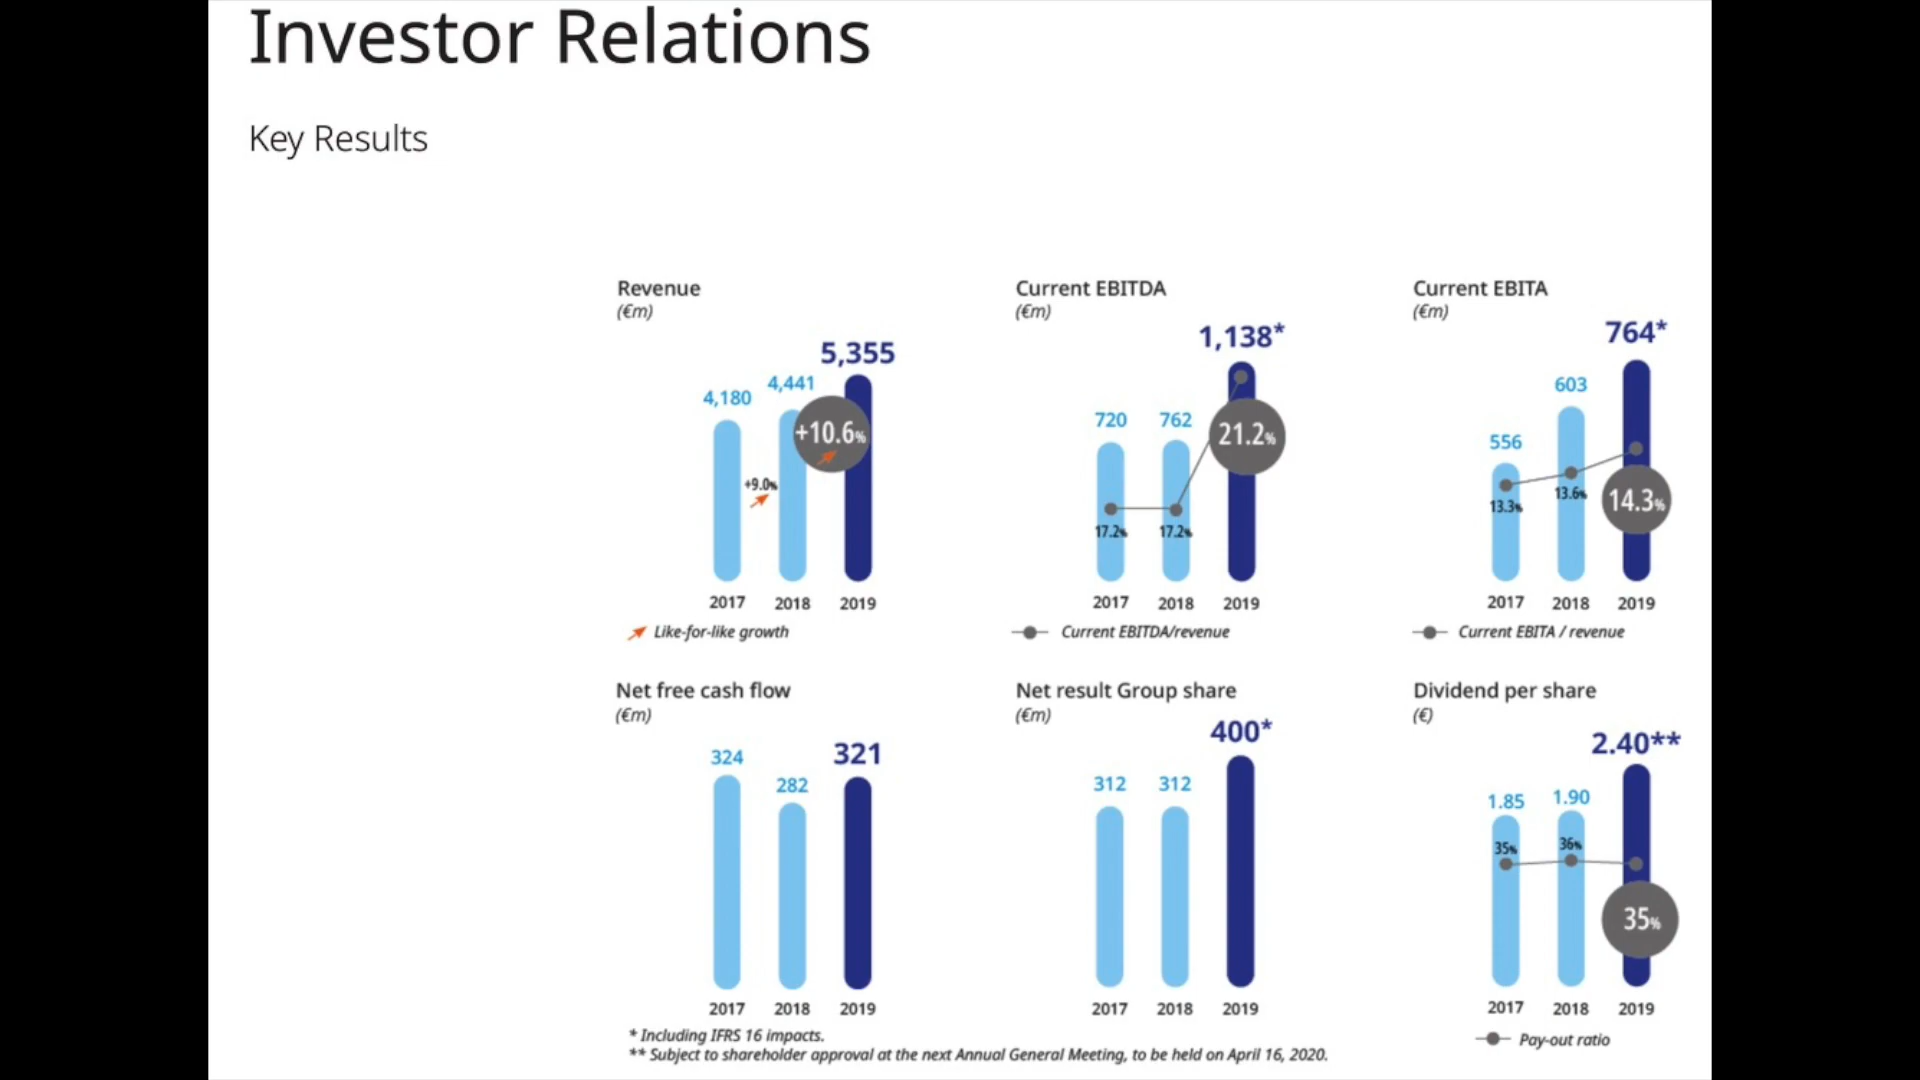 Investor Relations
Key Results
Revenue
(€m)
4,180
4,441
5,355
+9.0%
+10.6%
2017 2018 2019
Like-for-like growth
Current EBITDA
(€m)
720
762
1,138*
17.2%
17.2%
21.2%
2017 2018 2019
Current EBITDA/revenue
Current EBITA
(€m)
556
603
764*
13.3%
13.6%
14.3%
2017 2018 2019
Current EBITA / revenue
Net free cash flow
(€m)
324
282
321
2017 2018 2019
Net result Group share
(€m)
312
312
400*
2017 2018 2019
Dividend per share
(€)
1.85
1.90
2.40**
35%
36%
35%
2017 2018 2019
Pay-out ratio
* Including IFRS 16 impacts.
** Subject to shareholder approval at the next Annual General Meeting, to be held on April 16, 2020.